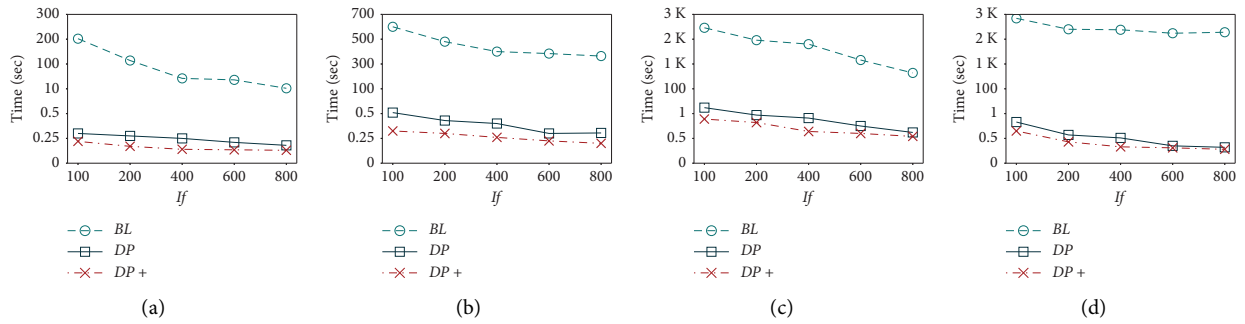 Time (sec)
300
200
100
10
0.5
0.25
0
100 200 400 600 800
If
BL
DP
DP +
(a)
Time (sec)
700
500
300
100
0.5
0.25
0
100 200 400 600 800
If
BL
DP
DP +
(b)
Time (sec)
3 K
2 K
1 K
100
1
0.5
0
100 200 400 600 800
If
BL
DP
DP +
(c)
Time (sec)
3 K
2 K
1 K
100
1
0.5
0
100 200 400 600 800
If
BL
DP
DP +
(d)